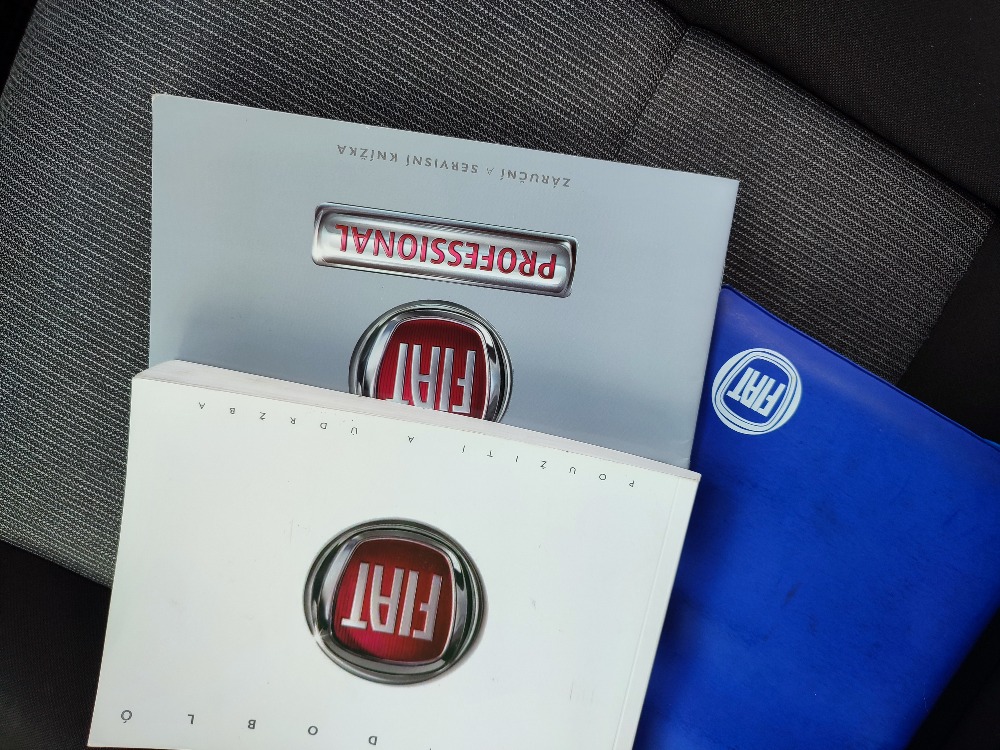 DOBLÒ
FIAT
POUŽITÍ A ÚDRŽBA
FIAT
PROFESSIONAL
ZÁRUČNÍ A SERVISNÍ KNÍŽKA
FIAT